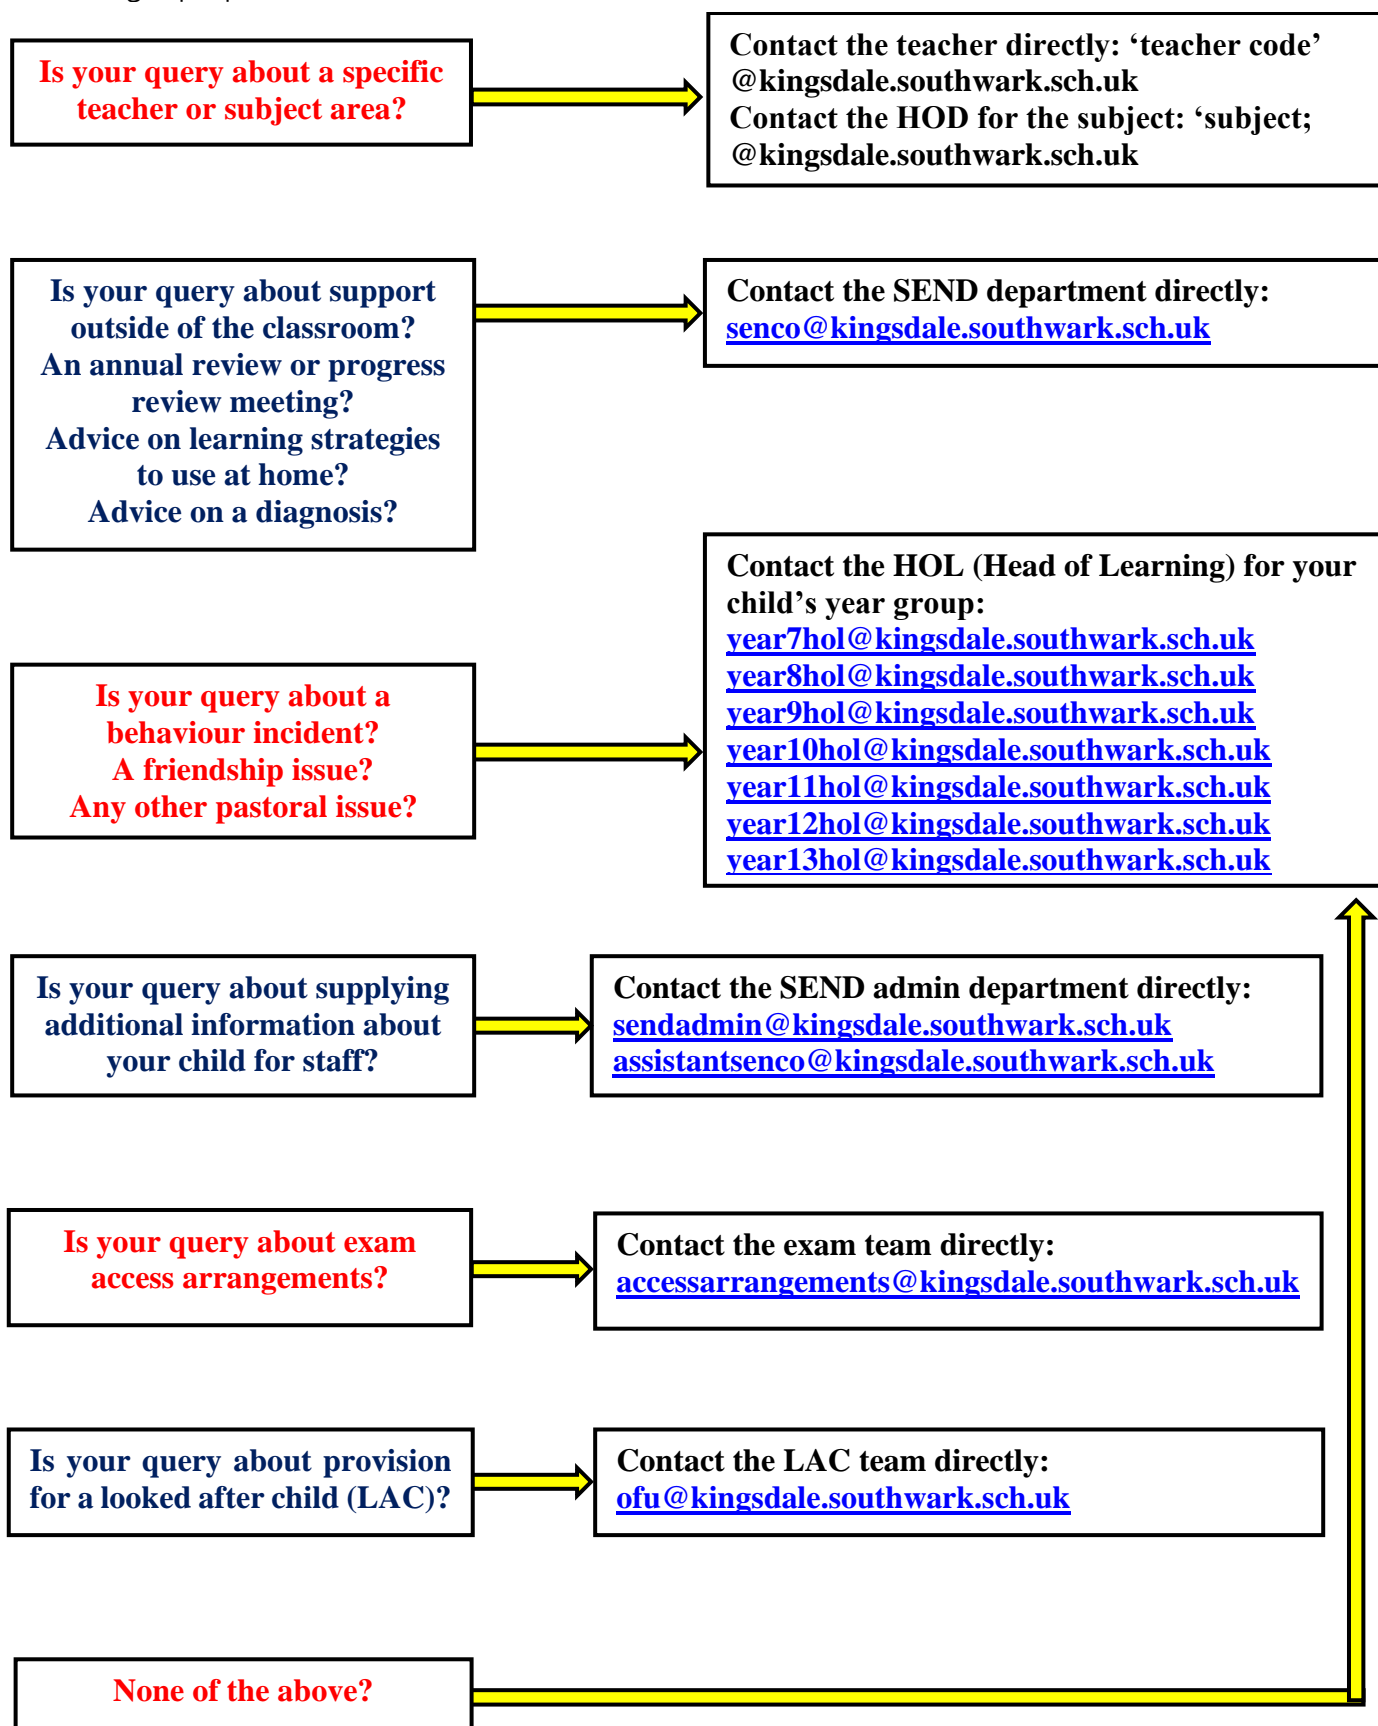 Is your query about a specific
teacher or subject area?
Contact the teacher directly: ‘teacher code’
@kingsdale.southwark.sch.uk
Contact the HOD for the subject: ‘subject;
@kingsdale.southwark.sch.uk
Is your query about support
outside of the classroom?
An annual review or progress
review meeting?
Advice on learning strategies
to use at home?
Advice on a diagnosis?
Contact the SEND department directly:
senco@kingsdale.southwark.sch.uk
Is your query about a
behaviour incident?
A friendship issue?
Any other pastoral issue?
Contact the HOL (Head of Learning) for your
child’s year group:
year7hol@kingsdale.southwark.sch.uk
year8hol@kingsdale.southwark.sch.uk
year9hol@kingsdale.southwark.sch.uk
year10hol@kingsdale.southwark.sch.uk
year11hol@kingsdale.southwark.sch.uk
year12hol@kingsdale.southwark.sch.uk
year13hol@kingsdale.southwark.sch.uk
Is your query about supplying
additional information about
your child for staff?
Contact the SEND admin department directly:
sendadmin@kingsdale.southwark.sch.uk
assistantsenco@kingsdale.southwark.sch.uk
Is your query about exam
access arrangements?
Contact the exam team directly:
accessarrangements@kingsdale.southwark.sch.uk
Is your query about provision
for a looked after child (LAC)?
Contact the LAC team directly:
ofu@kingsdale.southwark.sch.uk
None of the above?